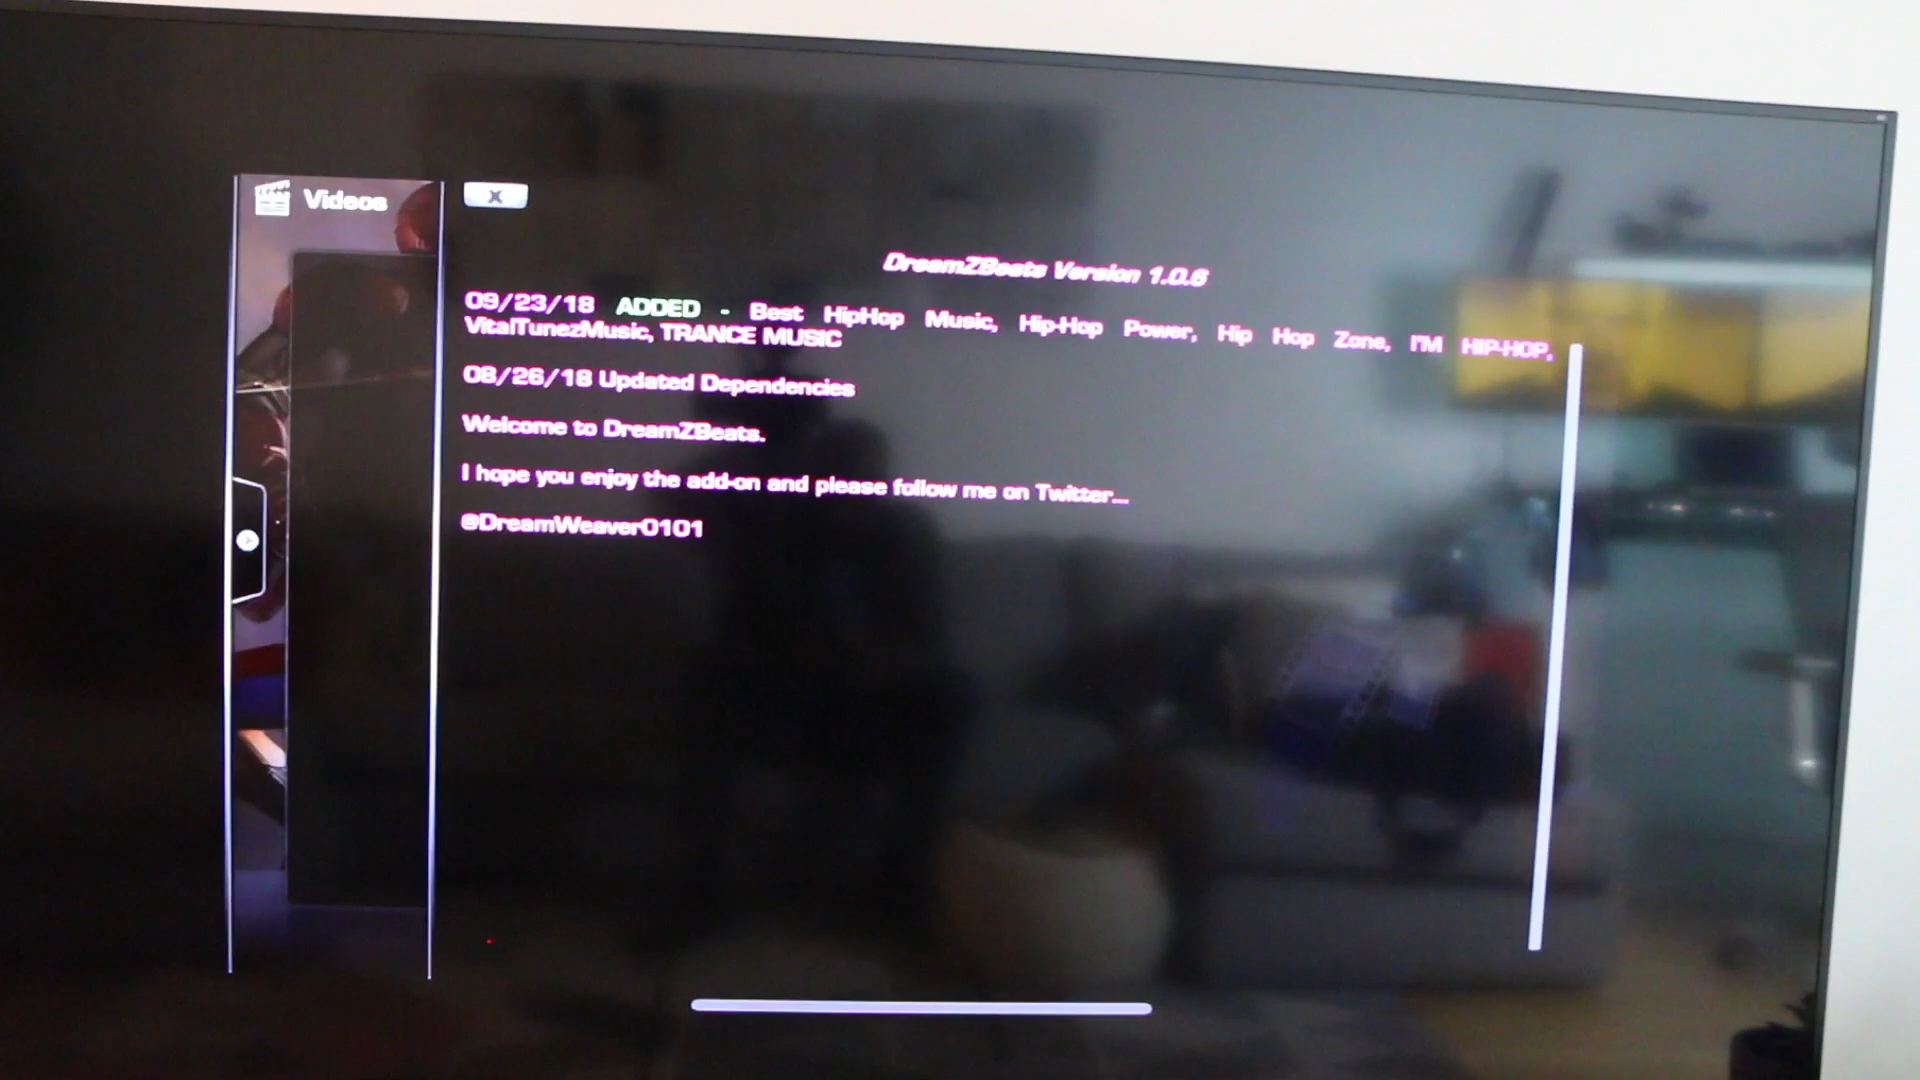 Videos
X
DreamZBeats Version 1.0.6
09/23/18 ADDED - Best HipHop Music, Hip-Hop Power, Hip Hop Zone, I'M HIP-HOP,
VitalTunezMusic, TRANCE MUSIC
08/26/18 Updated Dependencies
Welcome to DreamZBeats.
I hope you enjoy the add-on and please follow me on Twitter...
@DreamWeaver0101